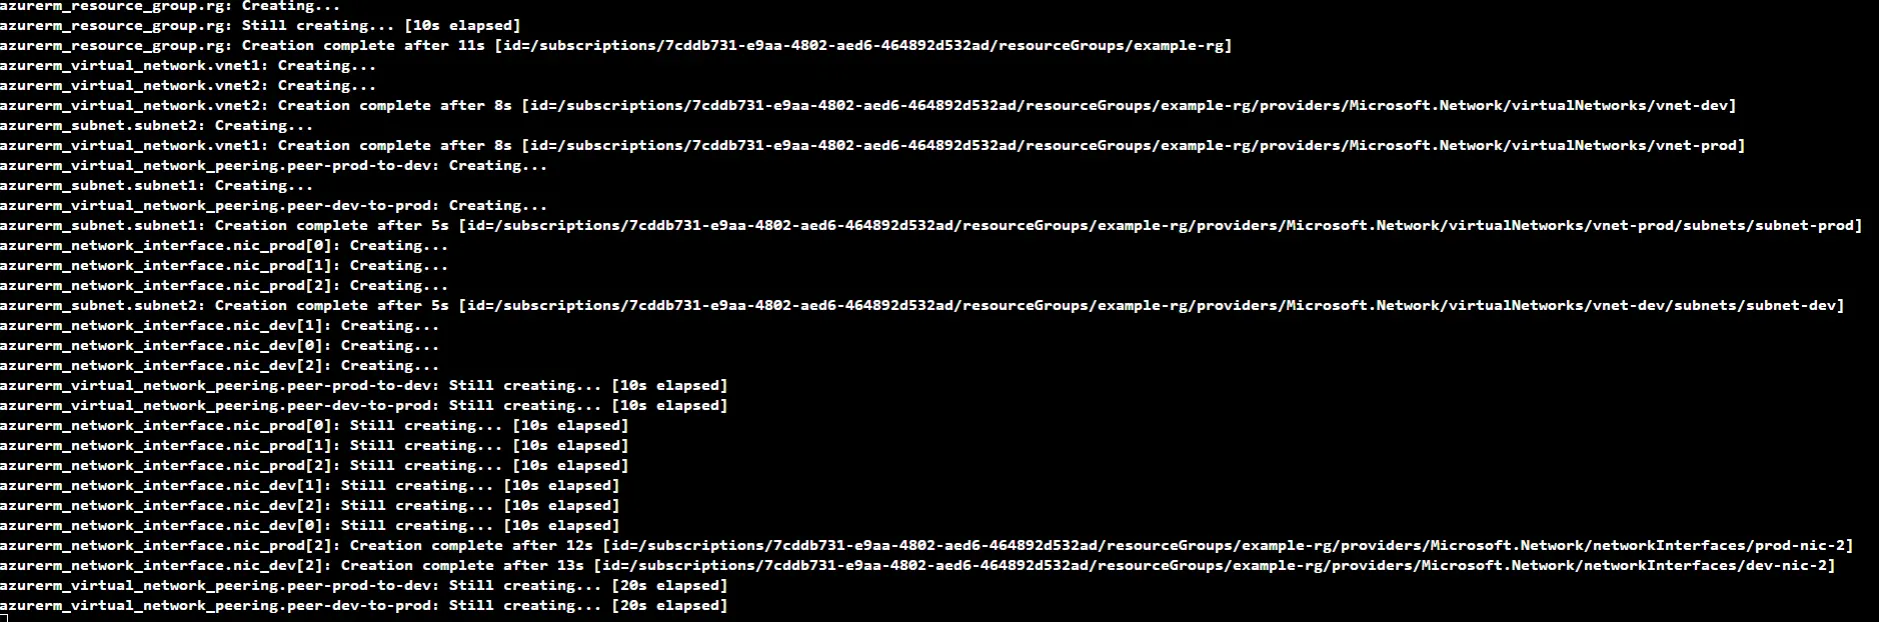 azurerm_resource_group.rg: Creating...
azurerm_resource_group.rg: Still creating... [10s elapsed]
azurerm_resource_group.rg: Creation complete after 11s [id=/subscriptions/7cddb731-e9aa-4802-aed6-464892d532ad/resourceGroups/example-rg]
azurerm_virtual_network.vnet1: Creating...
azurerm_virtual_network.vnet2: Creating...
azurerm_virtual_network.vnet2: Creation complete after 8s [id=/subscriptions/7cddb731-e9aa-4802-aed6-464892d532ad/resourceGroups/example-rg/providers/Microsoft.Network/virtualNetworks/vnet-dev]
azurerm_subnet.subnet2: Creating...
azurerm_virtual_network.vnet1: Creation complete after 8s [id=/subscriptions/7cddb731-e9aa-4802-aed6-464892d532ad/resourceGroups/example-rg/providers/Microsoft.Network/virtualNetworks/vnet-prod]
azurerm_virtual_network_peering.peer-prod-to-dev: Creating...
azurerm_subnet.subnet1: Creating...
azurerm_virtual_network_peering.peer-dev-to-prod: Creating...
azurerm_subnet.subnet1: Creation complete after 5s [id=/subscriptions/7cddb731-e9aa-4802-aed6-464892d532ad/resourceGroups/example-rg/providers/Microsoft.Network/virtualNetworks/vnet-prod/subnets/subnet-prod]
azurerm_network_interface.nic_prod[0]: Creating...
azurerm_network_interface.nic_prod[1]: Creating...
azurerm_network_interface.nic_prod[2]: Creating...
azurerm_subnet.subnet2: Creation complete after 5s [id=/subscriptions/7cddb731-e9aa-4802-aed6-464892d532ad/resourceGroups/example-rg/providers/Microsoft.Network/virtualNetworks/vnet-dev/subnets/subnet-dev]
azurerm_network_interface.nic_dev[1]: Creating...
azurerm_network_interface.nic_dev[0]: Creating...
azurerm_network_interface.nic_dev[2]: Creating...
azurerm_virtual_network_peering.peer-prod-to-dev: Still creating... [10s elapsed]
azurerm_virtual_network_peering.peer-dev-to-prod: Still creating... [10s elapsed]
azurerm_network_interface.nic_prod[0]: Still creating... [10s elapsed]
azurerm_network_interface.nic_prod[1]: Still creating... [10s elapsed]
azurerm_network_interface.nic_prod[2]: Still creating... [10s elapsed]
azurerm_network_interface.nic_dev[1]: Still creating... [10s elapsed]
azurerm_network_interface.nic_dev[2]: Still creating... [10s elapsed]
azurerm_network_interface.nic_dev[0]: Still creating... [10s elapsed]
azurerm_network_interface.nic_prod[2]: Creation complete after 12s [id=/subscriptions/7cddb731-e9aa-4802-aed6-464892d532ad/resourceGroups/example-rg/providers/Microsoft.Network/networkInterfaces/prod-nic-2]
azurerm_network_interface.nic_dev[2]: Creation complete after 13s [id=/subscriptions/7cddb731-e9aa-4802-aed6-464892d532ad/resourceGroups/example-rg/providers/Microsoft.Network/networkInterfaces/dev-nic-2]
azurerm_virtual_network_peering.peer-prod-to-dev: Still creating... [20s elapsed]
azurerm_virtual_network_peering.peer-dev-to-prod: Still creating... [20s elapsed]